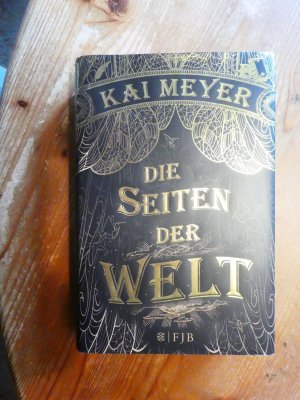 KAI MEYER
DIE
SEITEN
DER
WELT
FJB